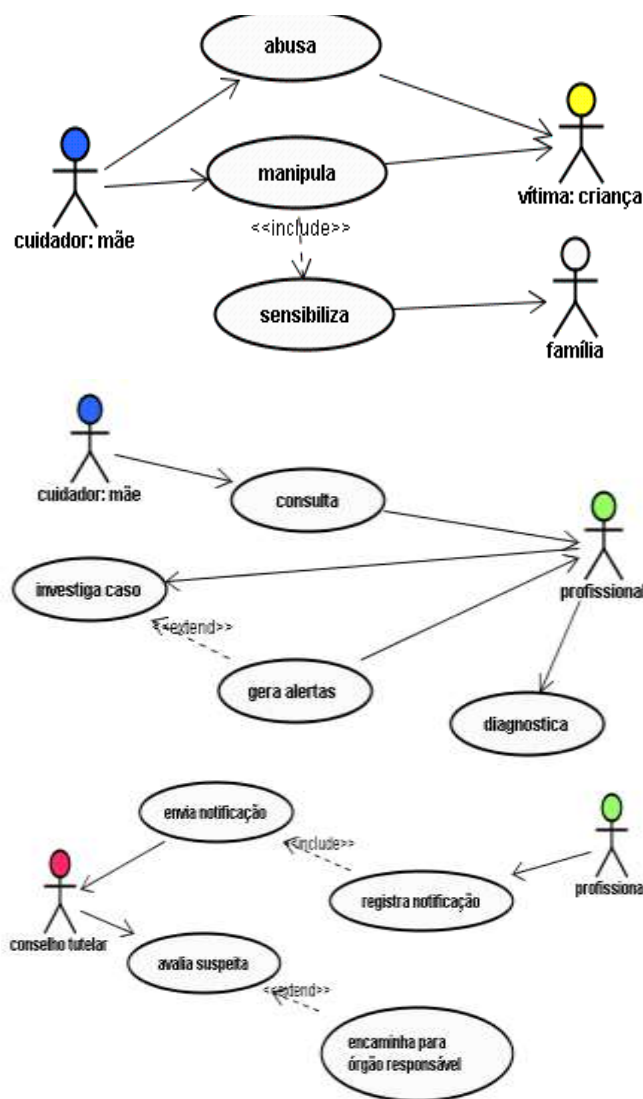 abusa
manipula
cuidador: mãe
vítima: criança
<<include>>
sensibiliza
família
cuidador: mãe
consulta
profissional
investiga caso
<<extend>>
gera alertas
diagnostica
envia notificação
<<include>>
registra notificação
profissional
conselho tutelar
avalia suspeita
<<extend>>
encaminha para
órgão responsável